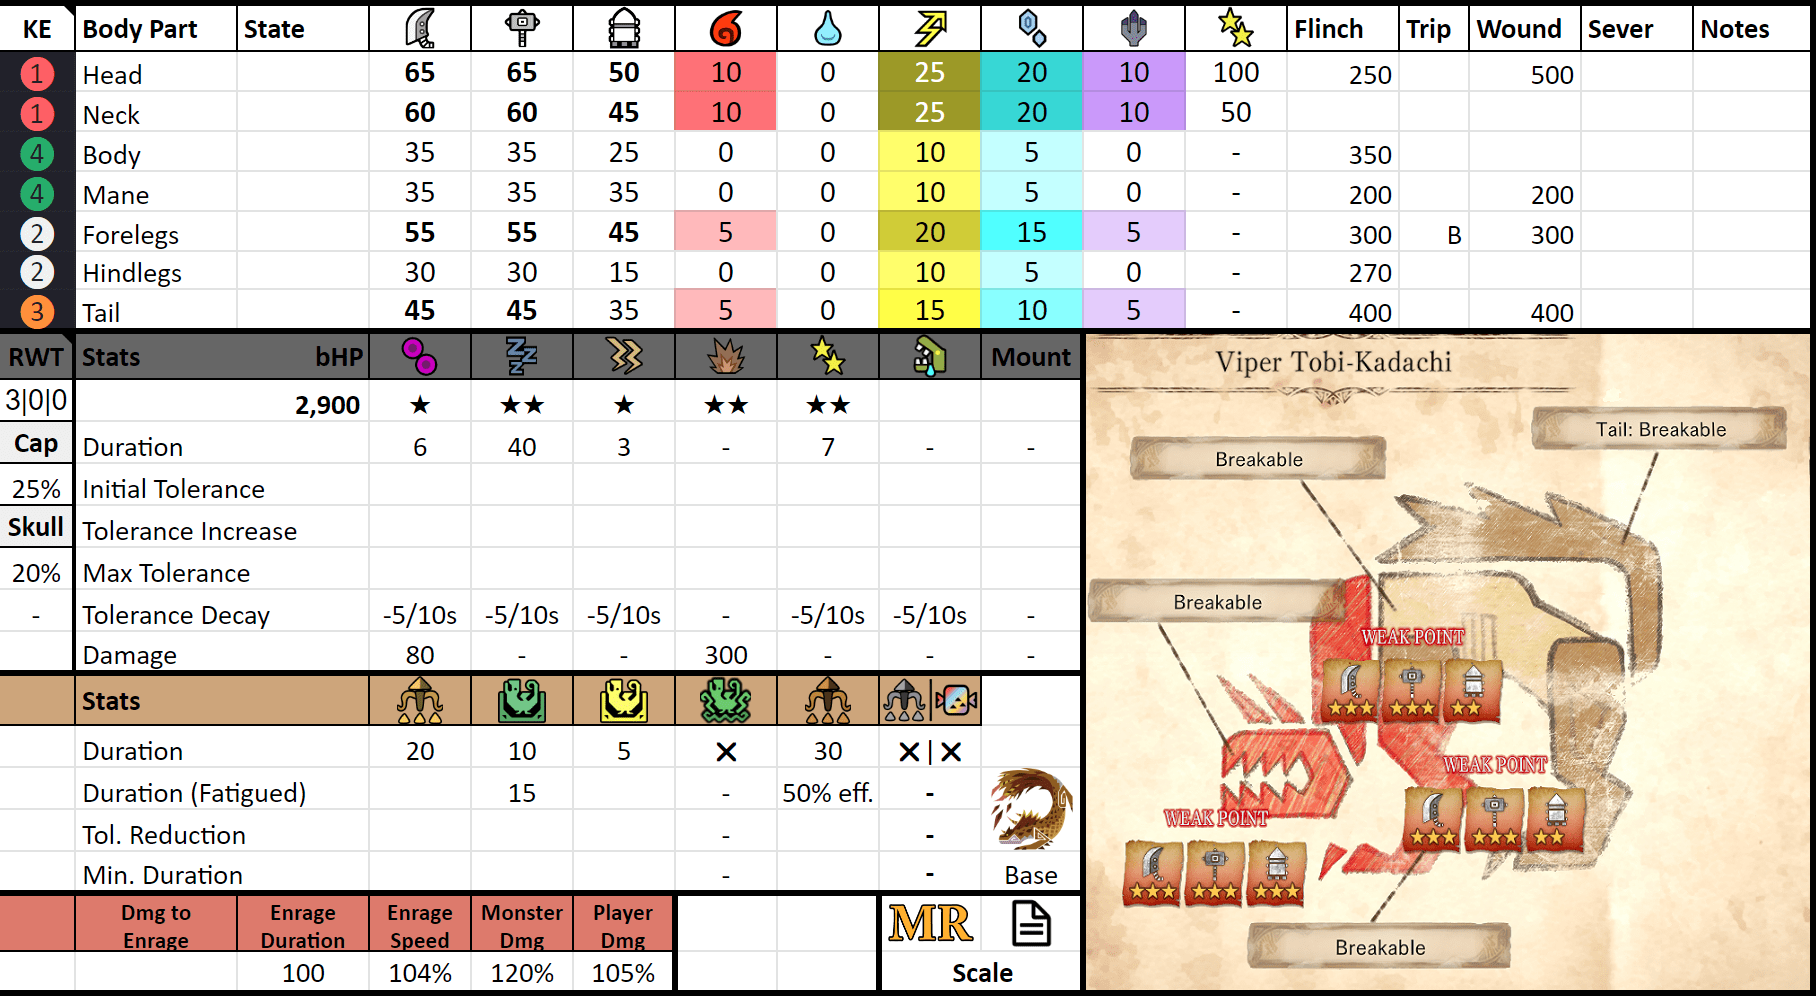 KE Body Part State Flinch Trip Wound Sever Notes
1 Head 65 65 50 10 0 25 20 10 100 250 500
1 Neck 60 60 45 10 0 25 20 10 50
4 Body 35 35 25 0 0 10 5 0 - 350
4 Mane 35 35 35 0 0 10 5 0 - 200 200
2 Forelegs 55 55 45 5 0 20 15 5 - 300 B 300
2 Hindlegs 30 30 15 0 0 10 5 0 - 270
3 Tail 45 45 35 5 0 15 10 5 - 400 400
RWT Stats bHP Mount
3|0|0 2,900 ★ ★★ ★ ★★ ★★
Cap Duration 6 40 3 - 7 - -
25% Initial Tolerance
Skull Tolerance Increase
20% Max Tolerance
- Tolerance Decay -5/10s -5/10s -5/10s - -5/10s -5/10s -
Damage 80 - - 300 - - -
Stats
Duration 20 10 5 × 30 ×|×
Duration (Fatigued) 15 - 50% eff. -
Tol. Reduction - -
Min. Duration - - Base
Dmg to Enrage Enrage Duration Enrage Speed Monster Dmg Player Dmg MR
100 104% 120% 105% Scale
Viper Tobi-Kadachi
Tail: Breakable
Breakable
Breakable
WEAK POINT
★★★ ★★★ ★★
WEAK POINT
★★★ ★★★ ★★
WEAK POINT
★★★ ★★★ ★★★
Breakable